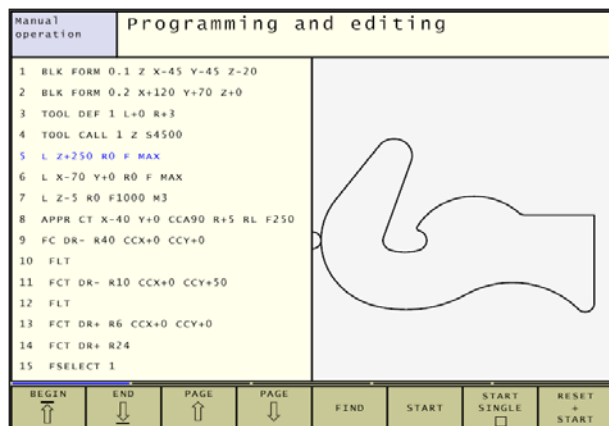 Manual
operation
Programming and editing
1 BLK FORM 0.1 Z X-45 Y-45 Z-20
2 BLK FORM 0.2 X+120 Y+70 Z+0
3 TOOL DEF 1 L+0 R+3
4 TOOL CALL 1 Z S4500
5 L Z+250 R0 F MAX
6 L X-70 Y+0 R0 F MAX
7 L Z-5 R0 F1000 M3
8 APPR CT X-40 Y+0 CCA90 R+5 RL F250
9 FC DR- R40 CCX+0 CCY+0
10 FLT
11 FCT DR- R10 CCX+0 CCY+50
12 FLT
13 FCT DR+ R6 CCX+0 CCY+0
14 FCT DR+ R24
15 FSELECT 1
BEGIN
END
PAGE
PAGE
FIND
START
START
SINGLE
RESET
+
START